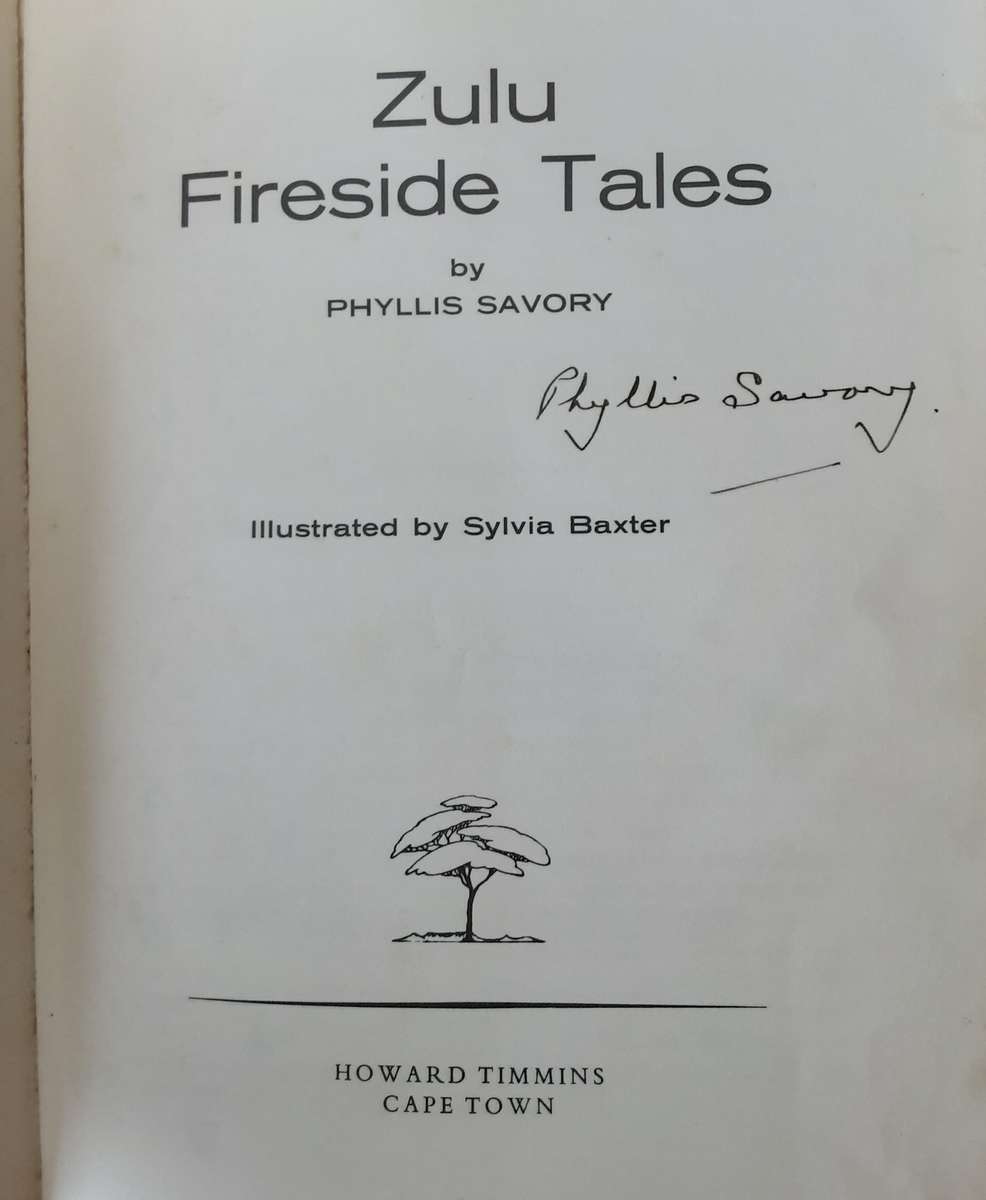 Zulu
Fireside Tales
by
PHYLLIS SAVORY
Phyllis Savory.
Illustrated by Sylvia Baxter
HOWARD TIMMINS
CAPE TOWN